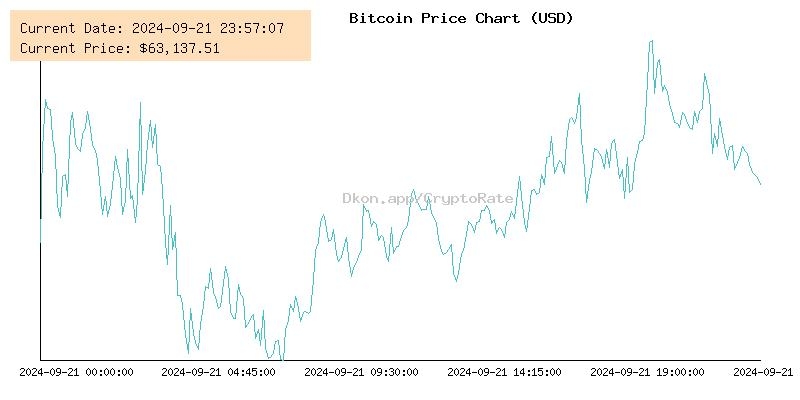 Bitcoin Price Chart (USD)
Current Date: 2024-09-21 23:57:07
Current Price: $63,137.51
Dkon.app/CryptoRate
2024-09-21 00:00:00 2024-09-21 04:45:00 2024-09-21 09:30:00 2024-09-21 14:15:00 2024-09-21 19:00:00 2024-09-21